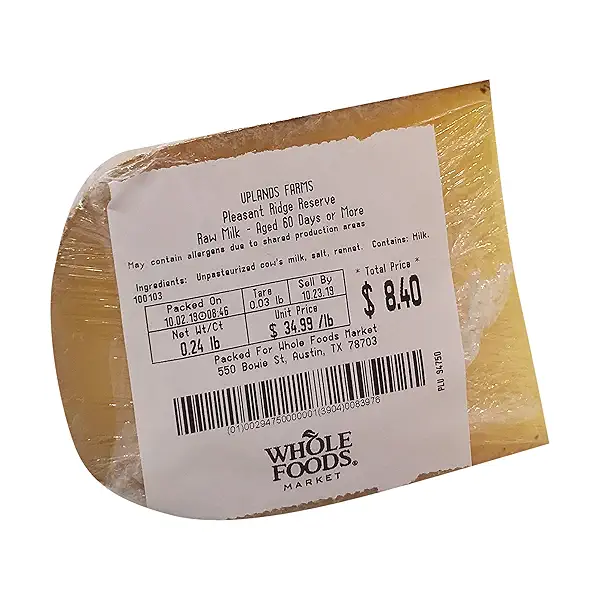 UPLANDS FARMS
Pleasant Ridge Reserve
Raw Milk - Aged 60 Days or More
May contain allergens due to shared production areas
Ingredients: Unpasteurized cow's milk, salt, rennet. Contains: Milk.
100103
Packed On
10.02.19⊙08:46
Tare
0.03 lb
Sell By
10.23.19
Net Wt/Ct
0.24 lb
Unit Price
$ 34.99 /lb
* Total Price *
$ 8.40
Packed For Whole Foods Market
550 Bowie St, Austin, TX 78703
PLU 94750
(01)00294750000001(3904)0083976
WHOLE
FOODS®
MARKET